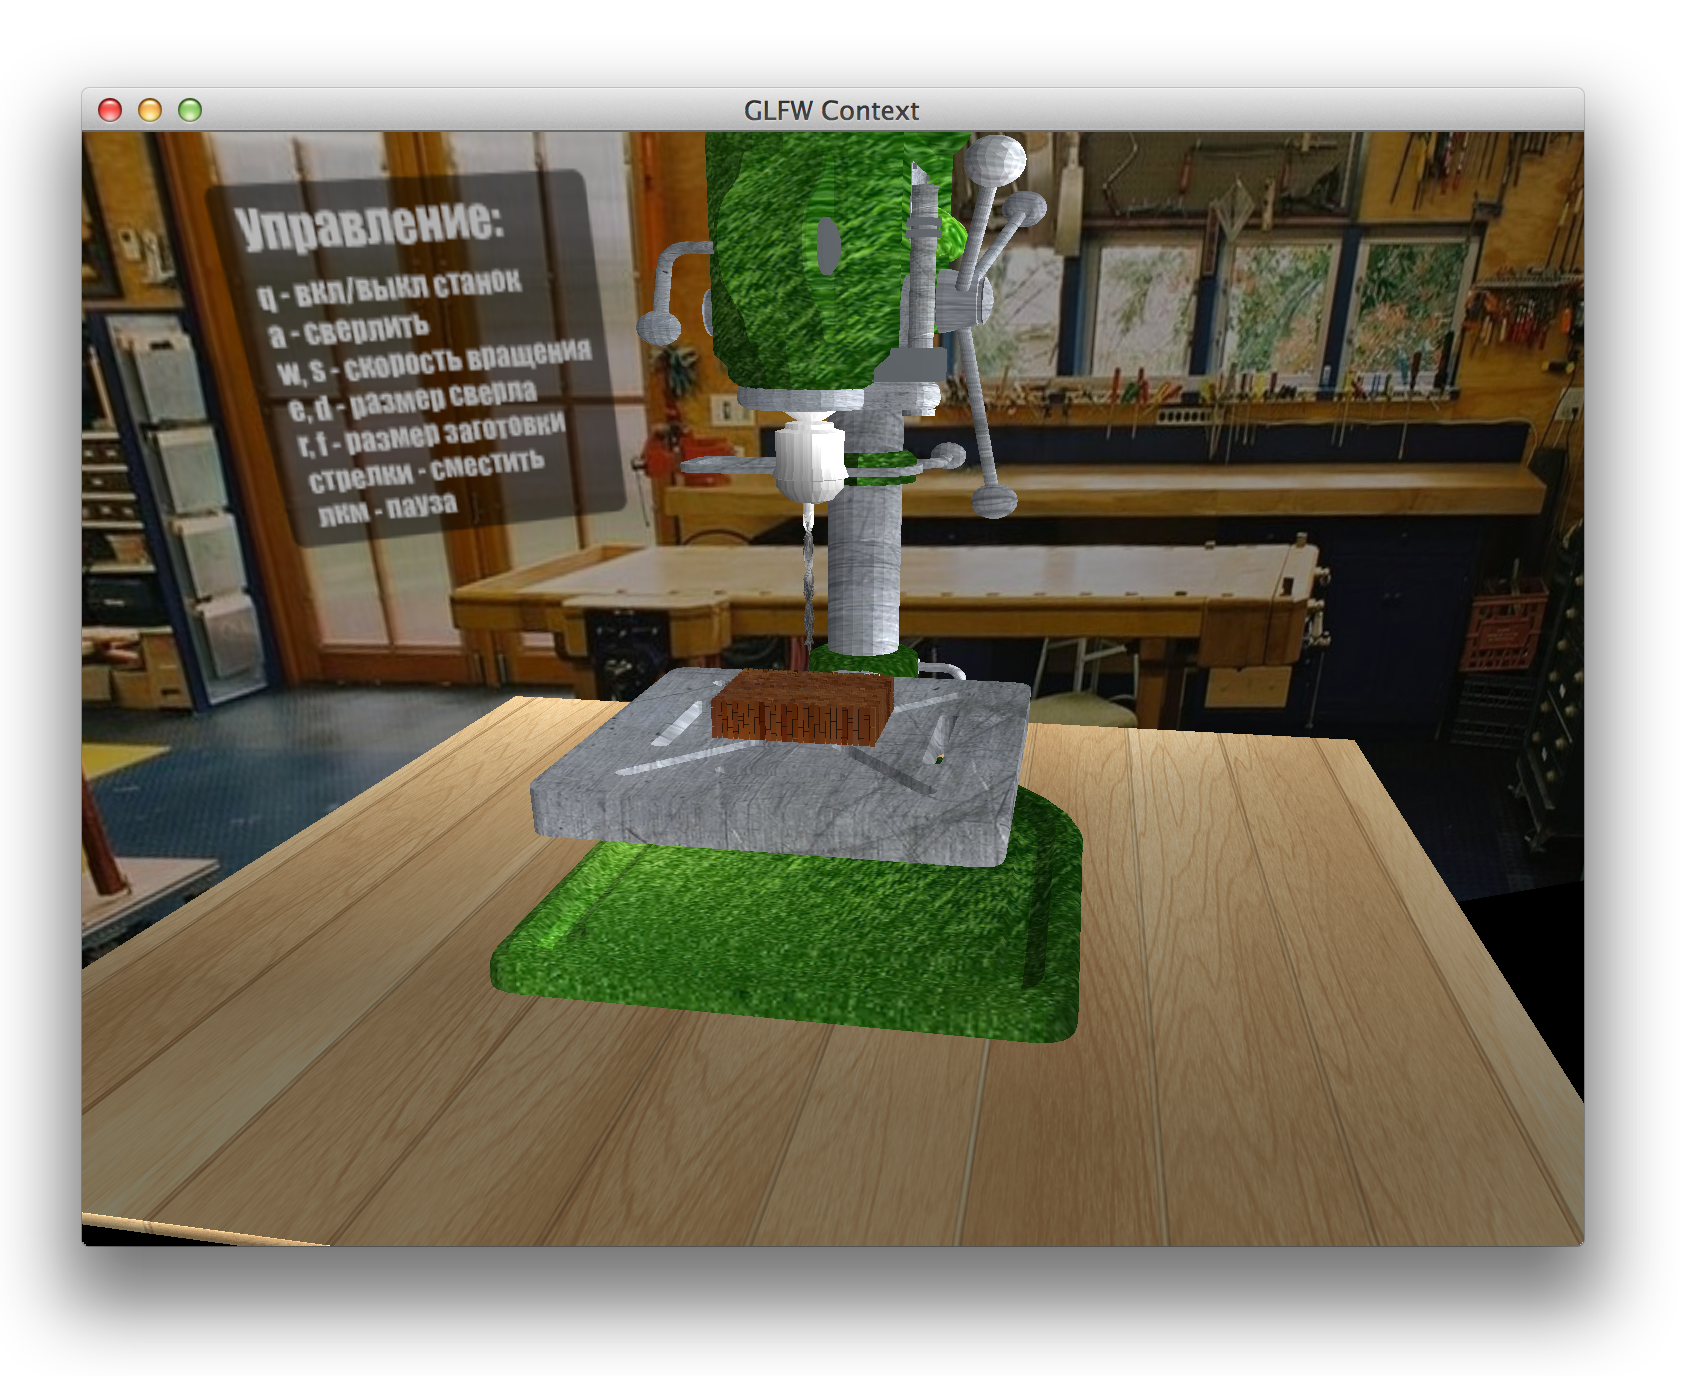 GLFW Context
Управление:
q - вкл/выкл станок
a - сверлить
w, s - скорость вращения
e, d - размер сверла
r, f - размер заготовки
стрелки - сместить
лкм - пауза